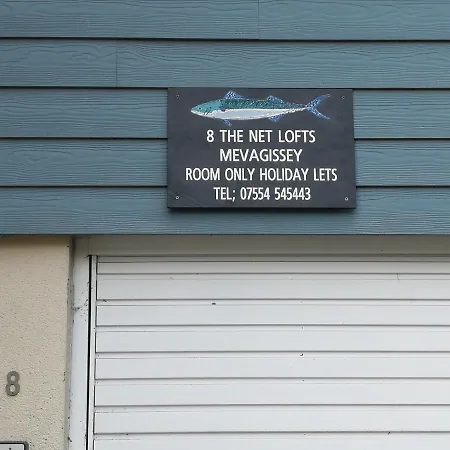 8 THE NET LOFTS
MEVAGISSEY
ROOM ONLY HOLIDAY LETS
TEL; 07554 545443
8